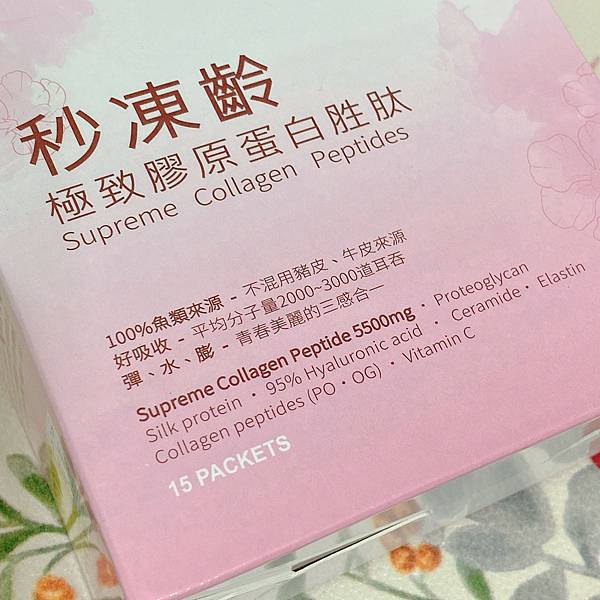 秒凍齡
極致膠原蛋白胜肽
Supreme Collagen Peptides
100%魚類來源 - 不混用豬皮、牛皮來源
好吸收 - 平均分子量2000~3000道耳吞
彈、水、膨 - 青春美麗的三感合一
Supreme Collagen Peptide 5500mg · Proteoglycan
Silk protein · 95% Hyaluronic acid · Ceramide · Elastin
Collagen peptides (PO·OG) · Vitamin C
15 PACKETS